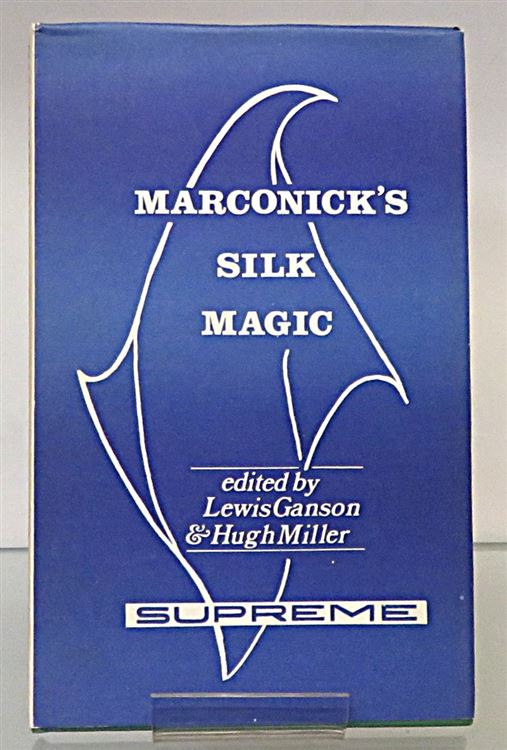 MARCONICK'S
SILK
MAGIC
edited by
Lewis Ganson
& Hugh Miller
SUPREME